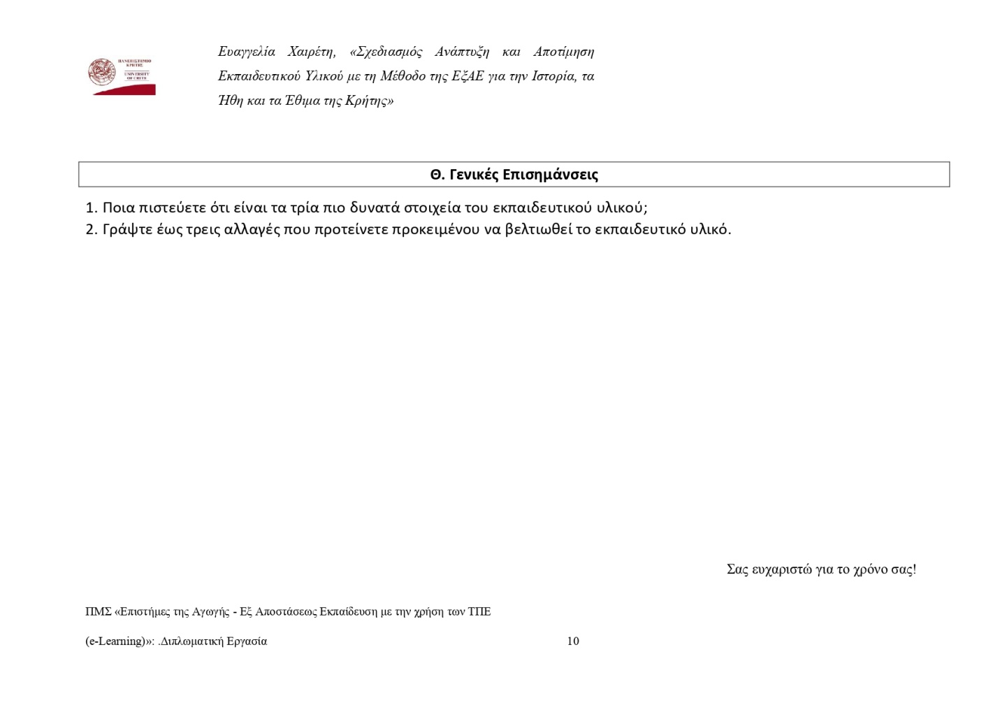 ΠΑΝΕΠΙΣΤΗΜΙΟ
ΚΡΗΤΗΣ
UNIVERSITY
OF CRETE
Ευαγγελία Χαιρέτη, «Σχεδιασμός Ανάπτυξη και Αποτίμηση
Εκπαιδευτικού Υλικού με τη Μέθοδο της ΕξΑΕ για την Ιστορία, τα
Ήθη και τα Έθιμα της Κρήτης»
Θ. Γενικές Επισημάνσεις
1. Ποια πιστεύετε ότι είναι τα τρία πιο δυνατά στοιχεία του εκπαιδευτικού υλικού;
2. Γράψτε έως τρεις αλλαγές που προτείνετε προκειμένου να βελτιωθεί το εκπαιδευτικό υλικό.
Σας ευχαριστώ για το χρόνο σας!
ΠΜΣ «Επιστήμες της Αγωγής - Εξ Αποστάσεως Εκπαίδευση με την χρήση των ΤΠΕ
(e-Learning)»: .Διπλωματική Εργασία 10